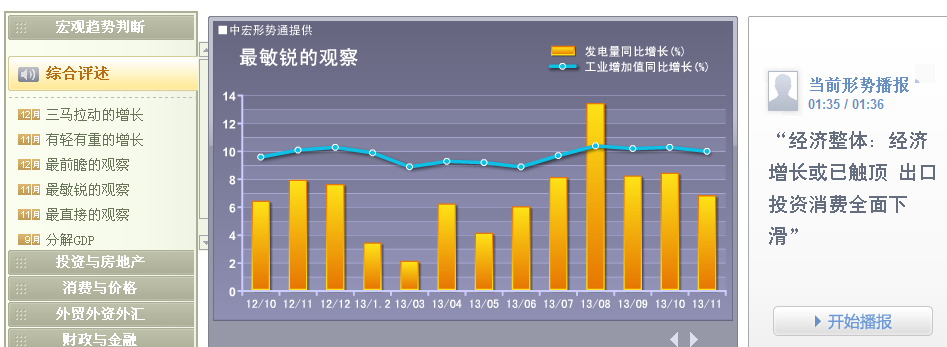 宏观趋势判断
综合评述
12月 三马拉动的增长
11月 有轻有重的增长
12月 最前瞻的观察
11月 最敏锐的观察
11月 最直接的观察
9月 分解GDP
投资与房地产
消费与价格
外贸外资外汇
财政与金融
中宏形势通提供
最敏锐的观察
发电量同比增长(%)
工业增加值同比增长(%)
14
12
10
8
6
4
2
0
12/10 12/11 12/12 13/1.2 13/03 13/04 13/05 13/06 13/07 13/08 13/09 13/10 13/11
当前形势播报
01:35 / 01:36
“经济整体：经济
增长或已触顶 出口
投资消费全面下
滑”
开始播报